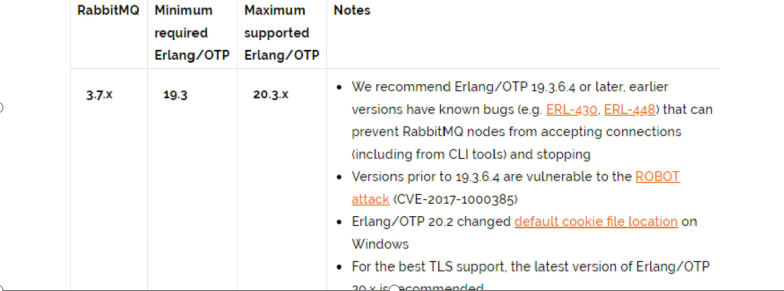 RabbitMQ Minimum required Erlang/OTP Maximum supported Erlang/OTP Notes
3.7.x 19.3 20.3.x
• We recommend Erlang/OTP 19.3.6.4 or later, earlier
versions have known bugs (e.g. ERL-430, ERL-448) that can
prevent RabbitMQ nodes from accepting connections
(including from CLI tools) and stopping
• Versions prior to 19.3.6.4 are vulnerable to the ROBOT
attack (CVE-2017-1000385)
• Erlang/OTP 20.2 changed default cookie file location on
Windows
• For the best TLS support, the latest version of Erlang/OTP
20.x is recommended